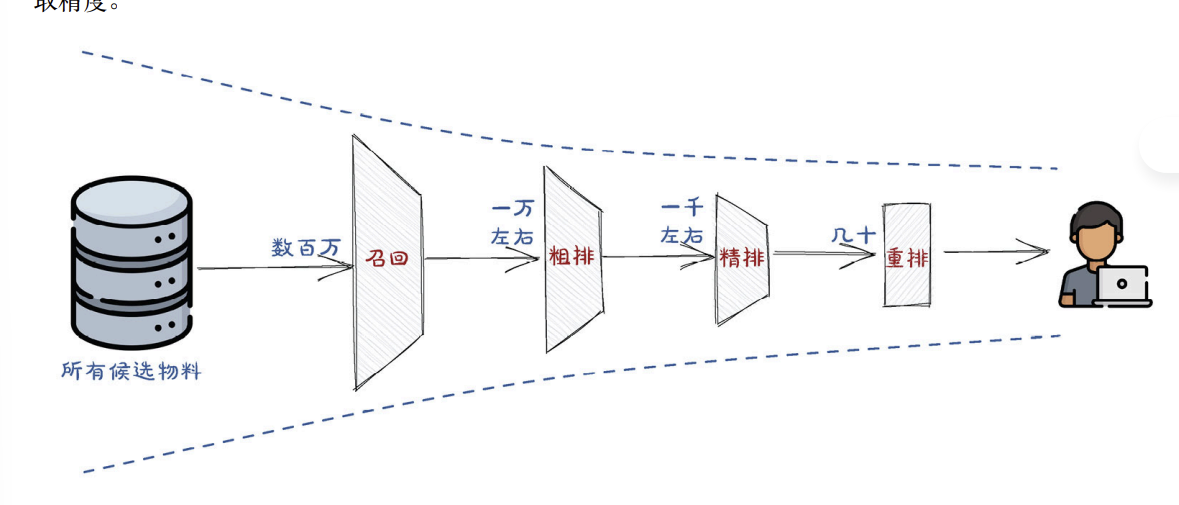 取精度。
数百万
召回
一万
左右
粗排
一千
左右
精排
几十
重排
所有候选物料